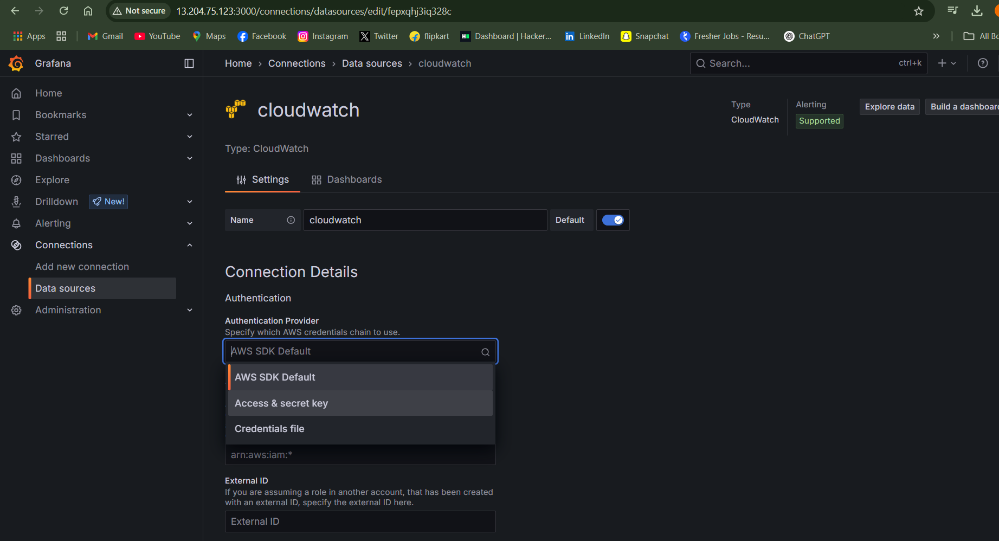 Not secure 13.204.75.123:3000/connections/datasources/edit/fepxqhj3iq328c
Apps Gmail YouTube Maps Facebook Instagram Twitter flipkart Dashboard | Hacker... LinkedIn Snapchat Fresher Jobs - Resu... ChatGPT » All Bo
Grafana
Home › Connections › Data sources › cloudwatch
Search... ctrl+k
Home
Bookmarks
Starred
Dashboards
Explore
Drilldown New!
Alerting
Connections
Add new connection
Data sources
Administration
cloudwatch
Type
CloudWatch
Alerting
Supported
Explore data
Build a dashboard
Type: CloudWatch
Settings Dashboards
Name cloudwatch Default
Connection Details
Authentication
Authentication Provider
Specify which AWS credentials chain to use.
AWS SDK Default
AWS SDK Default
Access & secret key
Credentials file
arn:aws:iam:*
External ID
If you are assuming a role in another account, that has been created
with an external ID, specify the external ID here.
External ID